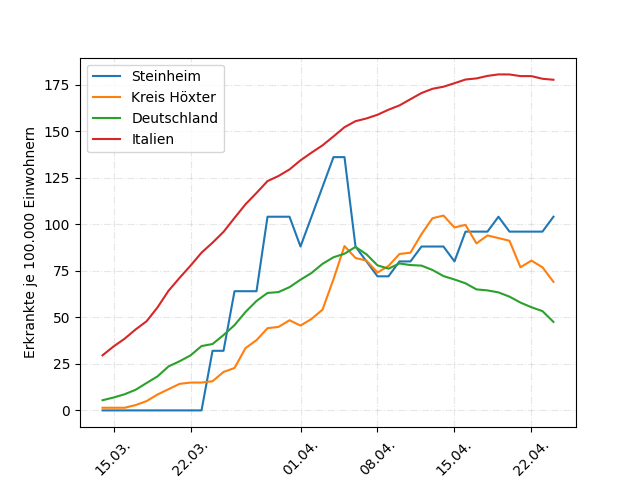 Steinheim
Kreis Höxter
Deutschland
Italien
Erkrankte je 100.000 Einwohnern
175
150
125
100
75
50
25
0
15.03.
22.03.
01.04.
08.04.
15.04.
22.04.